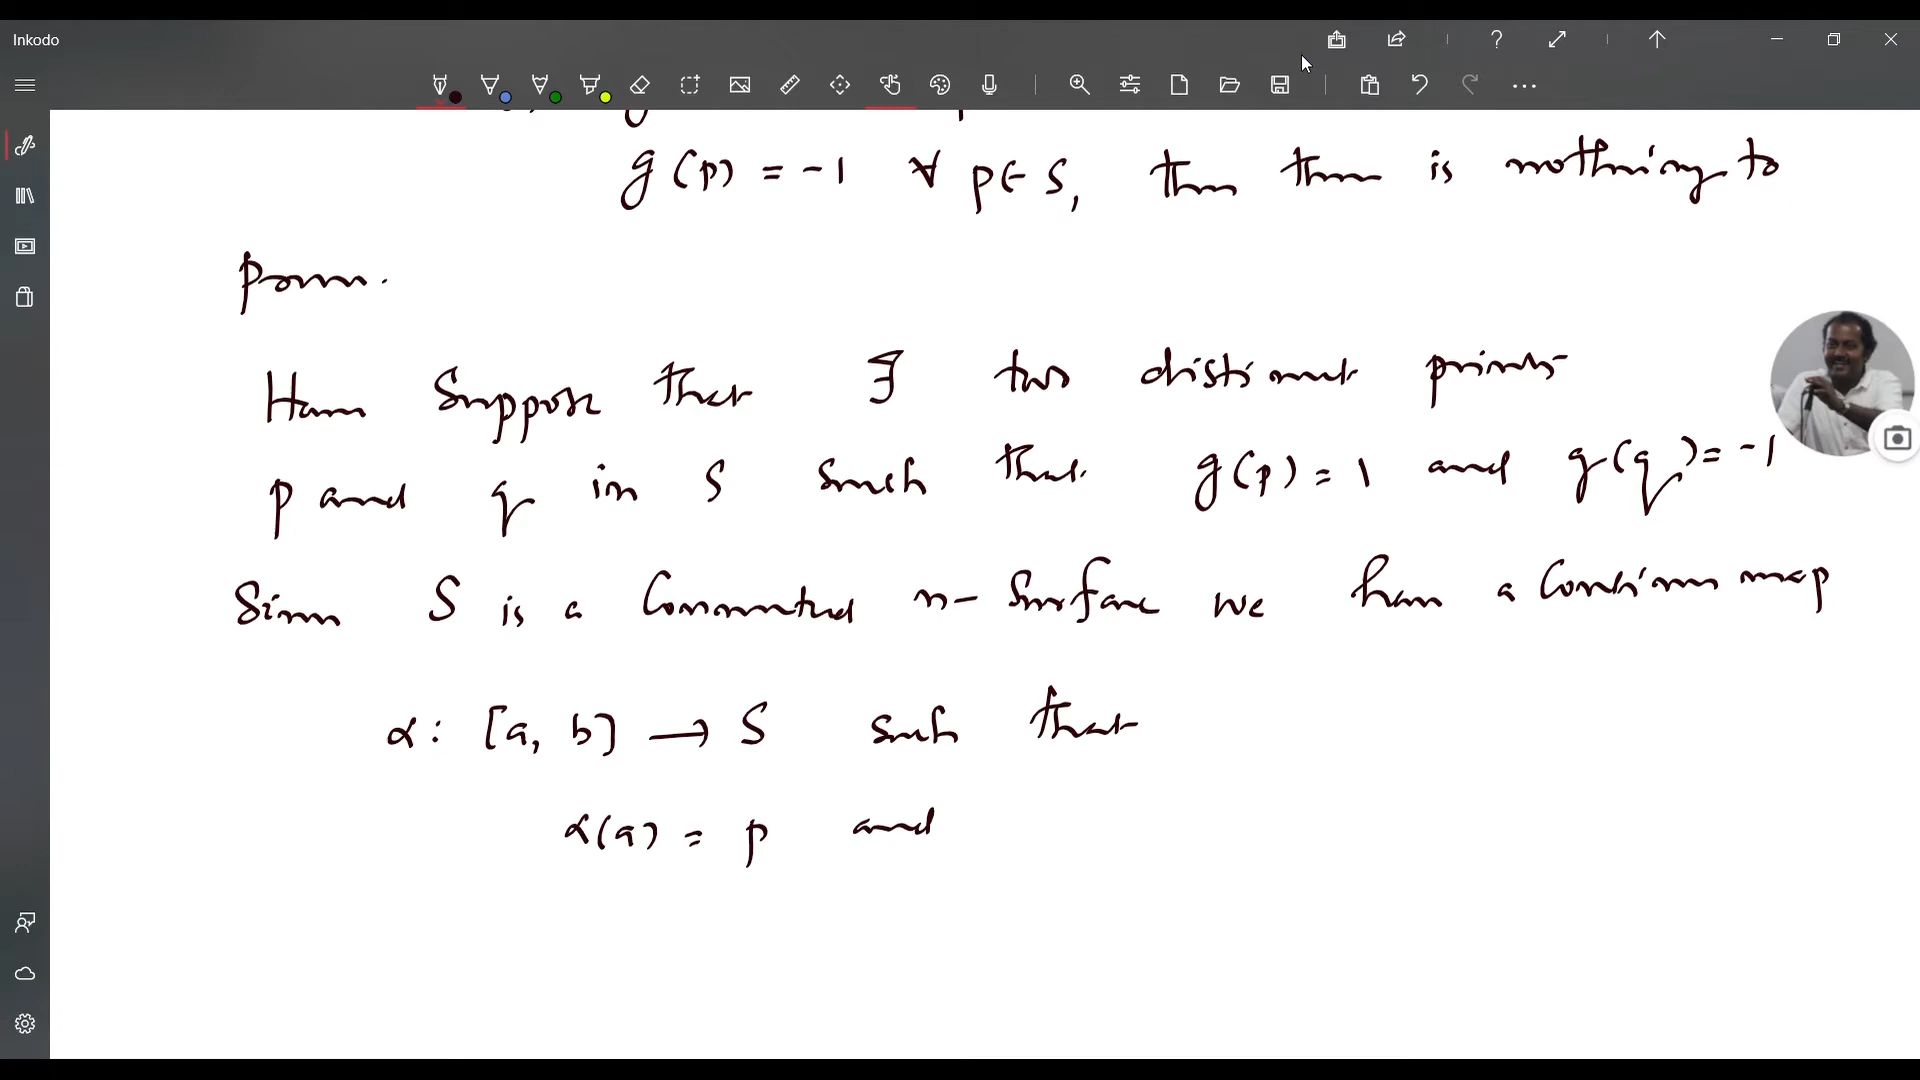 Inkodo
g(p) = -1 ∀ p ∈ S, then there is nothing to
prove.
Hence suppose that ∃ two distinct points
p and q in S such that g(p) = 1 and g(q) = -1
Since S is a Connected n-Surface we have a Continuous map
α : [a, b] → S such that
α(a) = p and